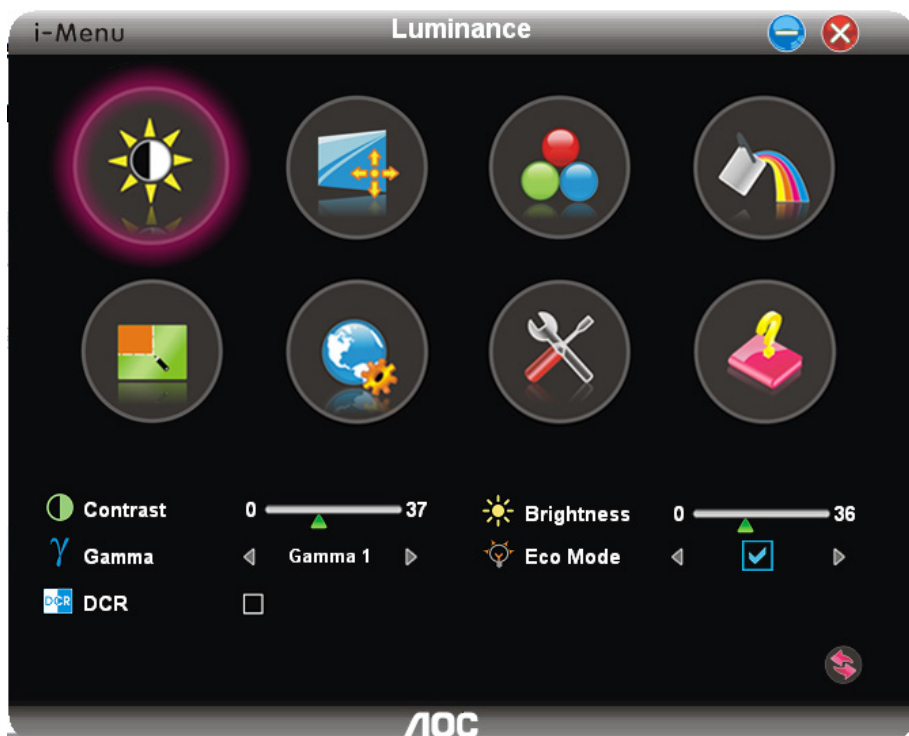 i-Menu
Luminance
Contrast 0 37
Brightness 0 36
γ Gamma Gamma 1
Eco Mode
DCR DCR
AOC